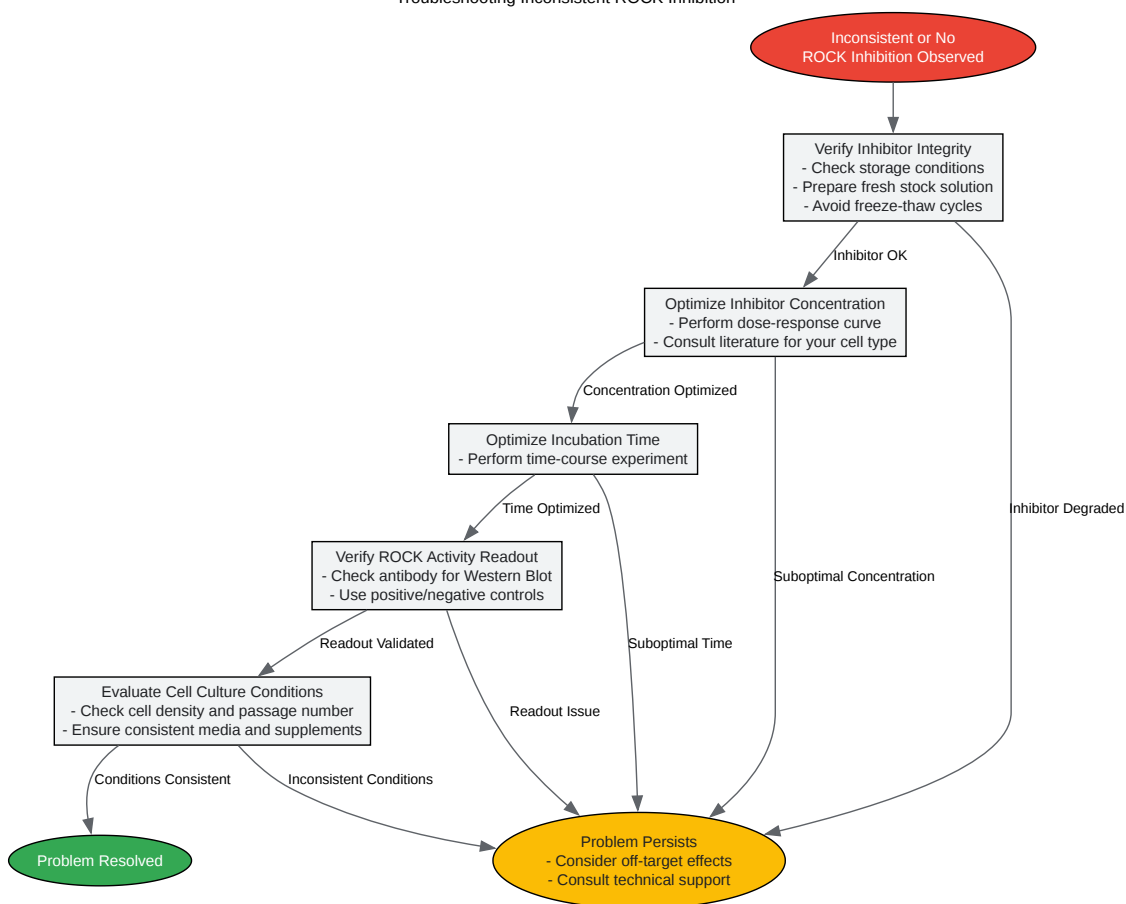 Troubleshooting Inconsistent ROCK Inhibition
Inconsistent or No
ROCK Inhibition Observed
Verify Inhibitor Integrity
- Check storage conditions
- Prepare fresh stock solution
- Avoid freeze-thaw cycles
Inhibitor OK
Optimize Inhibitor Concentration
- Perform dose-response curve
- Consult literature for your cell type
Concentration Optimized
Optimize Incubation Time
- Perform time-course experiment
Time Optimized
Inhibitor Degraded
Verify ROCK Activity Readout
- Check antibody for Western Blot
- Use positive/negative controls
Suboptimal Concentration
Readout Validated
Suboptimal Time
Evaluate Cell Culture Conditions
- Check cell density and passage number
- Ensure consistent media and supplements
Readout Issue
Conditions Consistent
Inconsistent Conditions
Problem Resolved
Problem Persists
- Consider off-target effects
- Consult technical support